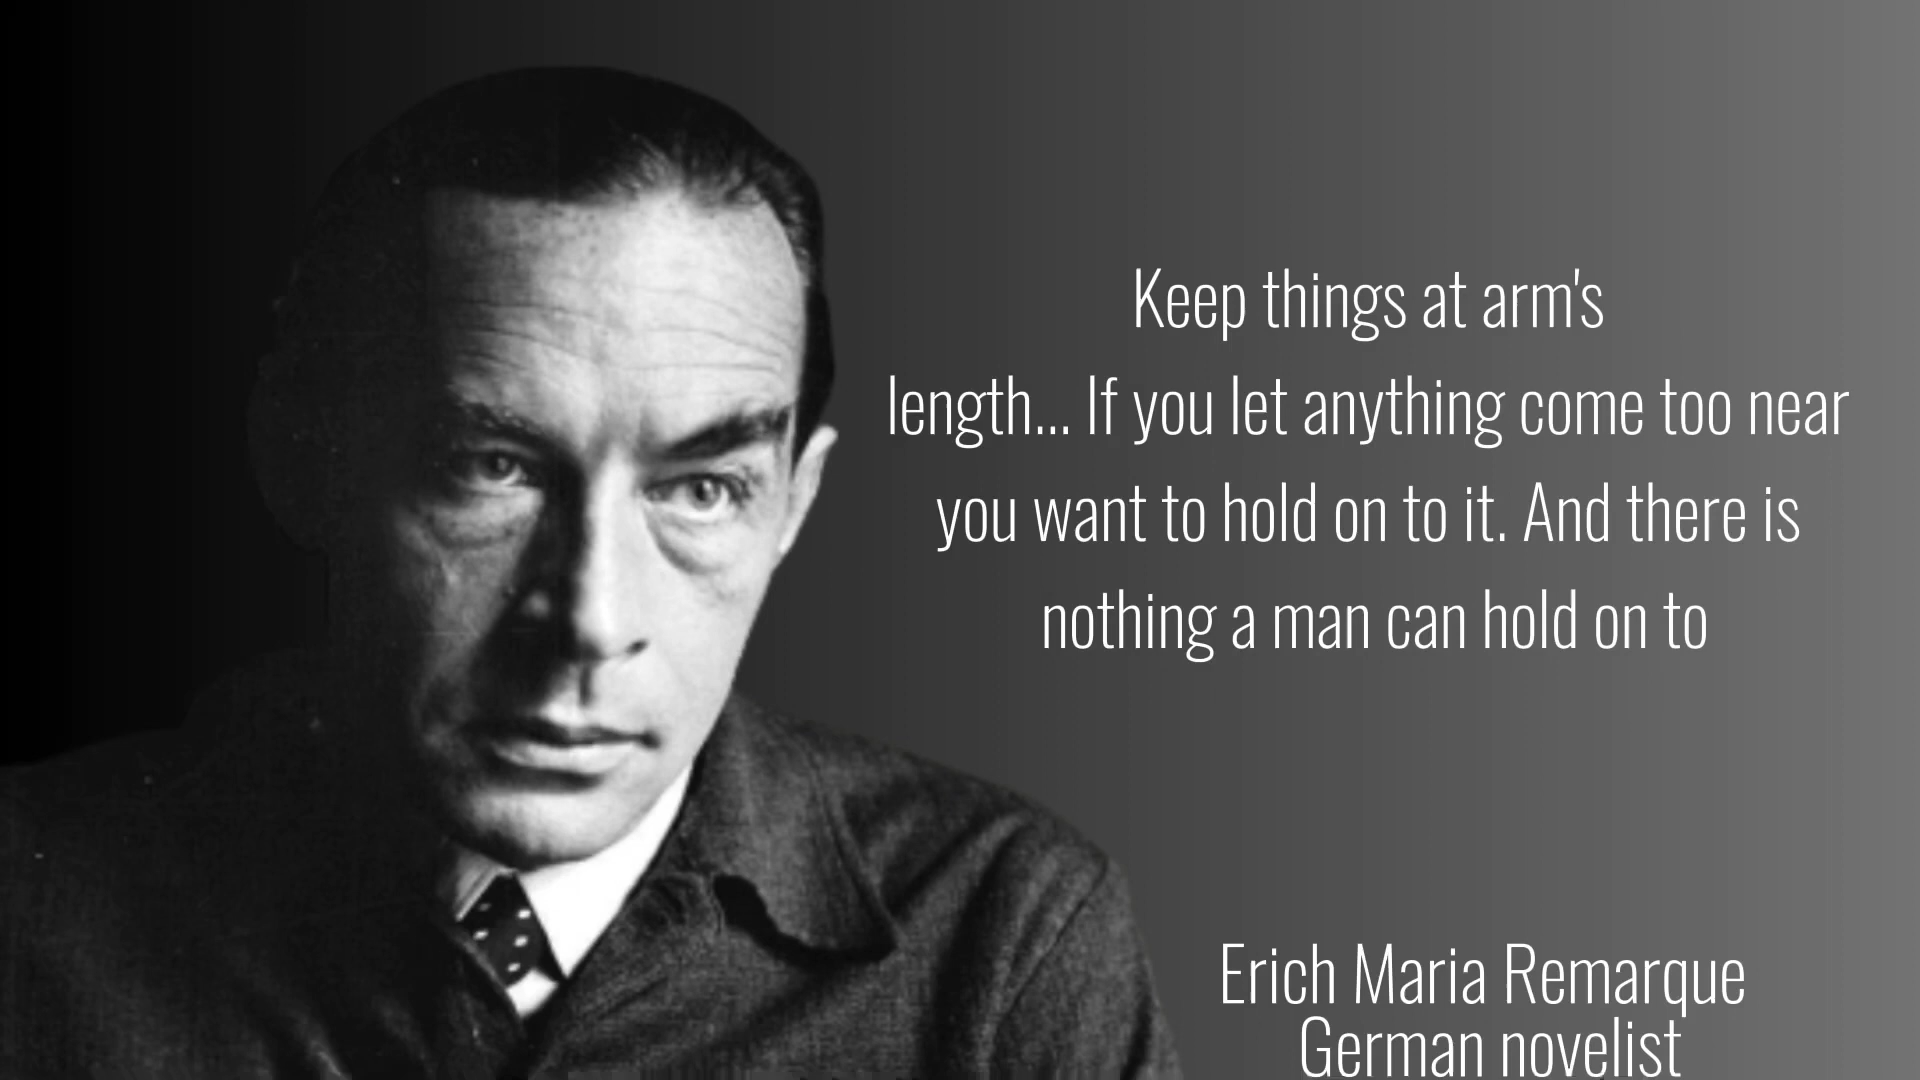 Keep things at arm's
length... If you let anything come too near
you want to hold on to it. And there is
nothing a man can hold on to
Erich Maria Remarque
German novelist